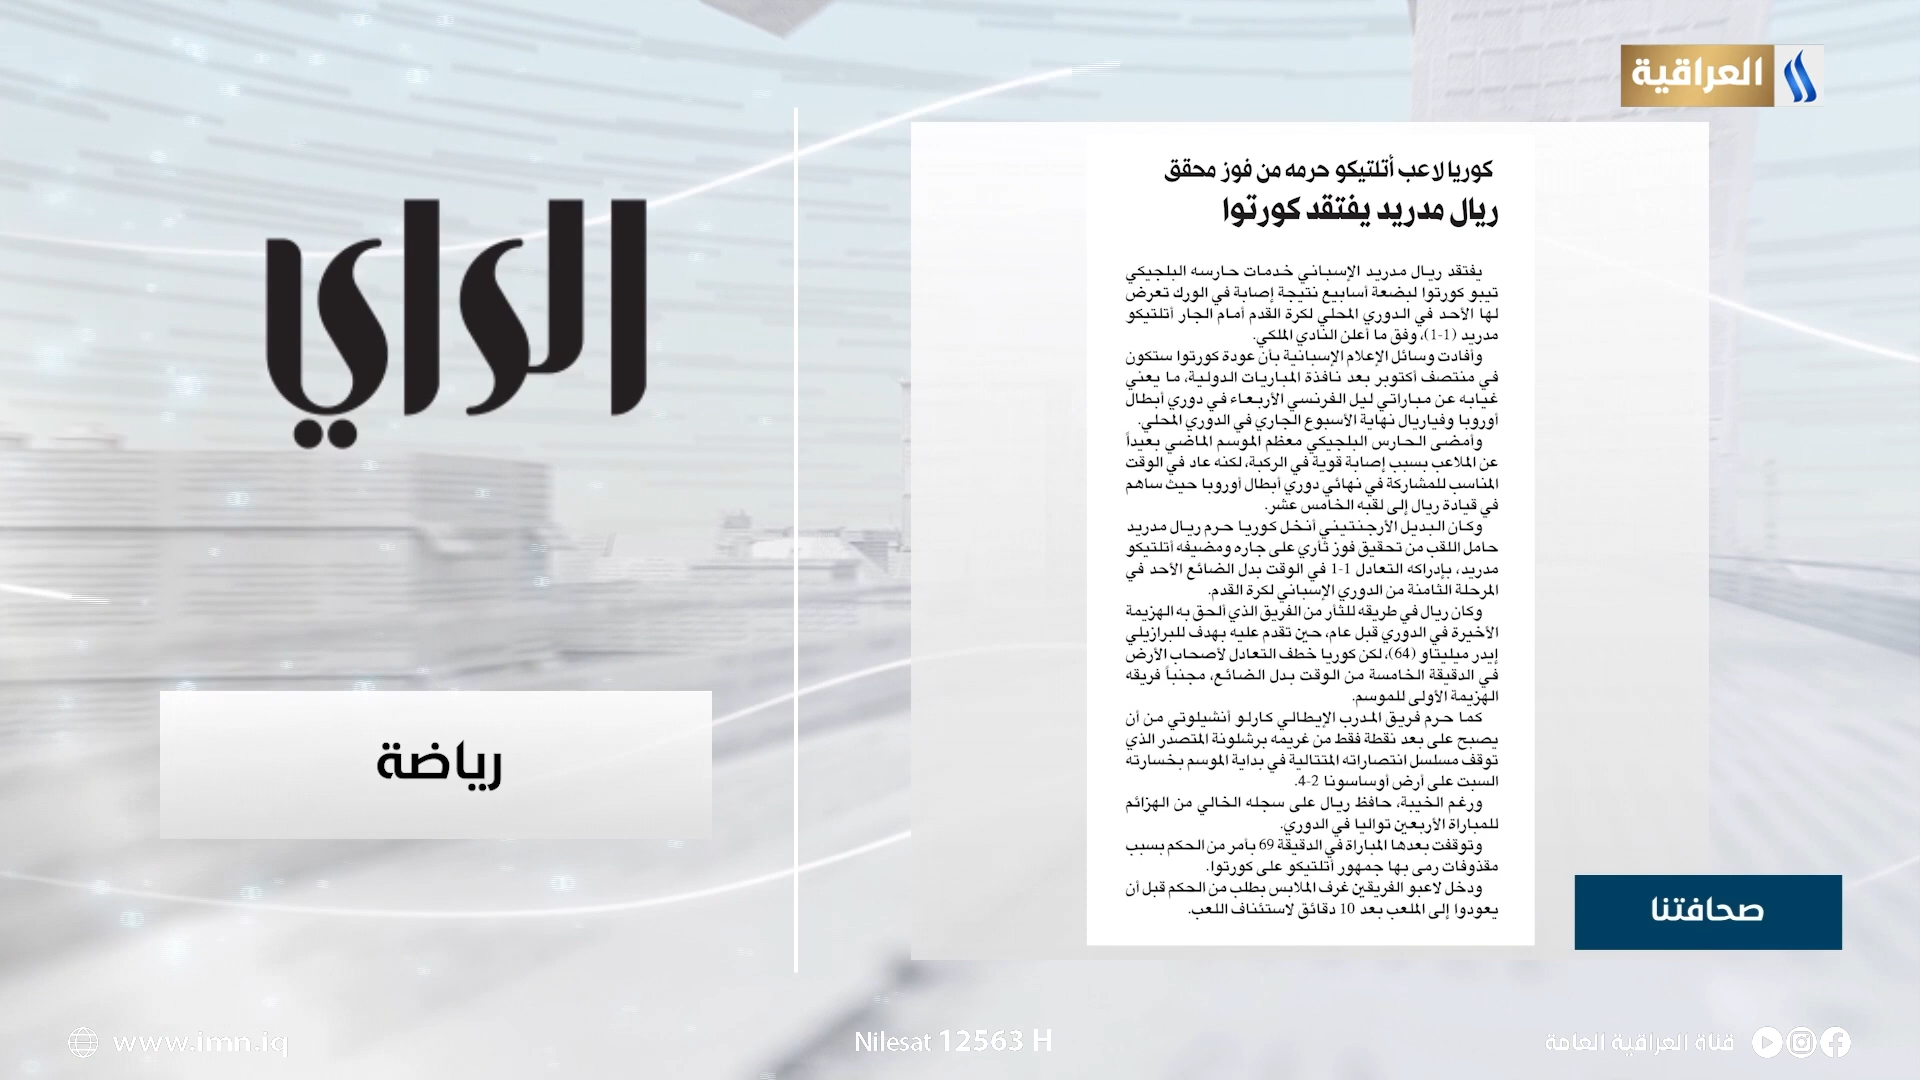 العراقية
كوريا لاعب أتلتيكو حرمه من فوز محقق
ريال مدريد يفتقد كورتوا
يفتقد ريال مدريد الإسباني خدمات حارسه البلجيكي
تيبو كورتوا لبضعة أسابيع نتيجة إصابة في الورك تعرض
لها الأحد في الدوري المحلي لكرة القدم أمام الجار أتلتيكو
مدريد (1-1)، وفق ما أعلن النادي الملكي.
وأفادت وسائل الإعلام الإسبانية بأن عودة كورتوا ستكون
في منتصف أكتوبر بعد نافذة المباريات الدولية، ما يعني
غيابه عن مباراتي ليل الفرنسي الأربعاء في دوري أبطال
أوروبا وفياريال نهاية الأسبوع الجاري في الدوري المحلي.
وأمضى الحارس البلجيكي معظم الموسم الماضي بعيداً
عن الملاعب بسبب إصابة قوية في الركبة، لكنه عاد في الوقت
المناسب للمشاركة في نهائي دوري أبطال أوروبا حيث ساهم
في قيادة ريال إلى لقبه الخامس عشر.
وكان البديل الأرجنتيني أنخل كوريا حرم ريال مدريد
حامل اللقب من تحقيق فوز ثأري على جاره ومضيفه أتلتيكو
مدريد، بإدراكه التعادل 1-1 في الوقت بدل الضائع الأحد في
المرحلة الثامنة من الدوري الإسباني لكرة القدم.
وكان ريال في طريقه للثأر من الفريق الذي ألحق به الهزيمة
الأخيرة في الدوري قبل عام، حين تقدم عليه بهدف للبرازيلي
إيدر ميليتاو (64)، لكن كوريا خطف التعادل لأصحاب الأرض
في الدقيقة الخامسة من الوقت بدل الضائع، مجنباً فريقه
الهزيمة الأولى للموسم.
كما حرم فريق المدرب الإيطالي كارلو أنشيلوتي من أن
يصبح على بعد نقطة فقط من غريمه برشلونة المتصدر الذي
توقف مسلسل انتصاراته المتتالية في بداية الموسم بخسارته
السبت على أرض أوساسونا 2-4.
ورغم الخيبة، حافظ ريال على سجله الخالي من الهزائم
للمباراة الأربعين تواليا في الدوري.
وتوقفت بعدها المباراة في الدقيقة 69 بأمر من الحكم بسبب
مقذوفات رمى بها جمهور أتلتيكو على كورتوا.
ودخل لاعبو الفريقين غرف الملابس بطلب من الحكم قبل أن
يعودوا إلى الملعب بعد 10 دقائق لاستئناف اللعب.
الراي
رياضة
صحافتنا
قناة العراقية العامة
Nilesat 12563 H
www.imn.iq